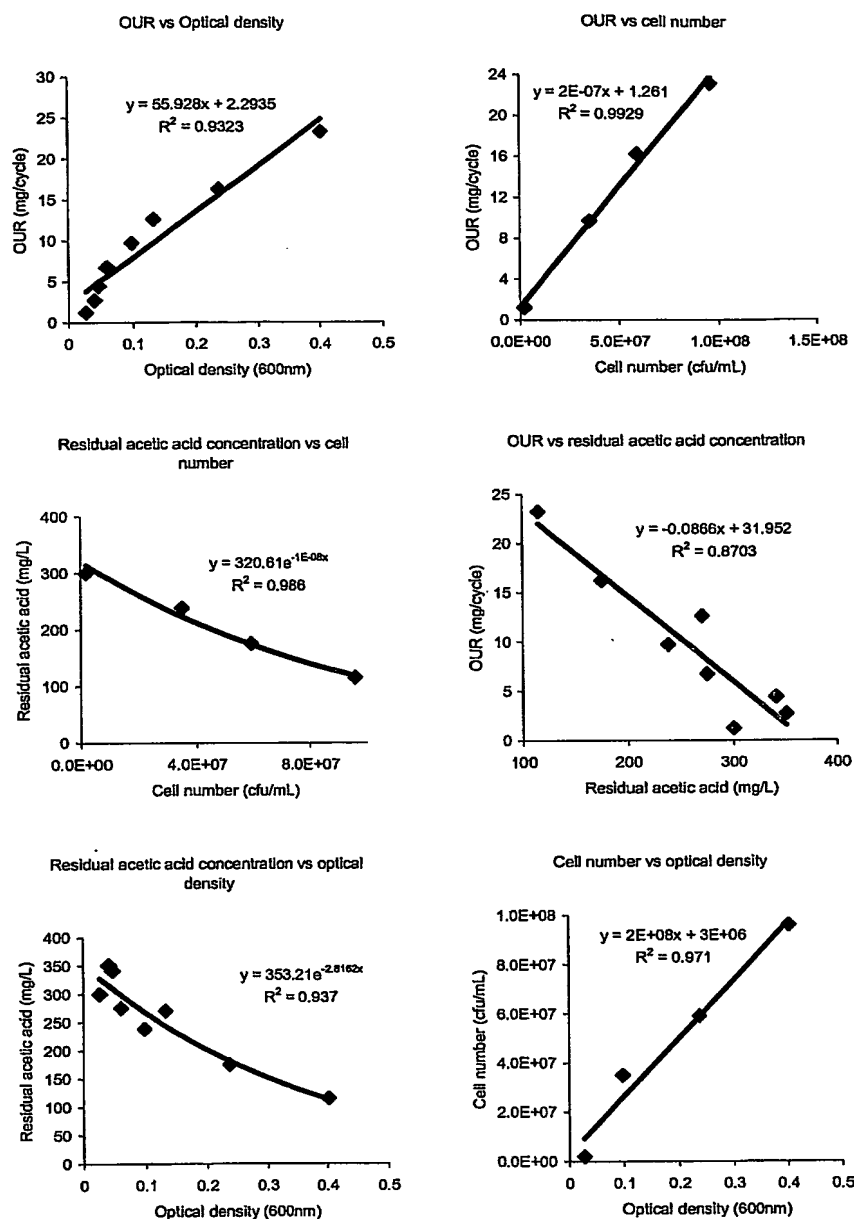 OUR vs Optical density
y = 55.928x + 2.2935
R² = 0.9323
30
25
20
15
10
5
0
OUR (mg/cycle)
0 0.1 0.2 0.3 0.4 0.5
Optical density (600nm)
OUR vs cell number
y = 2E-07x + 1.261
R² = 0.9929
24
20
16
12
8
4
0
OUR (mg/cycle)
0.0E+00 5.0E+07 1.0E+08 1.5E+08
Cell number (cfu/mL)
Residual acetic acid concentration vs cell
number
y = 320.61e^-1E-08x
R² = 0.986
400
300
200
100
0
Residual acetic acid (mg/L)
0.0E+00 4.0E+07 8.0E+07
Cell number (cfu/mL)
OUR vs residual acetic acid concentration
y = -0.0866x + 31.952
R² = 0.8703
25
20
15
10
5
0
OUR (mg/cycle)
100 200 300 400
Residual acetic acid (mg/L)
Residual acetic acid concentration vs optical
density
y = 353.21e^-2.8162x
R² = 0.937
400
350
300
250
200
150
100
50
0
Residual acetic acid (mg/L)
0 0.1 0.2 0.3 0.4 0.5
Optical density (600nm)
Cell number vs optical density
y = 2E+08x + 3E+06
R² = 0.971
1.0E+08
8.0E+07
6.0E+07
4.0E+07
2.0E+07
0.0E+00
Cell number (cfu/mL)
0 0.1 0.2 0.3 0.4 0.5
Optical density (600nm)